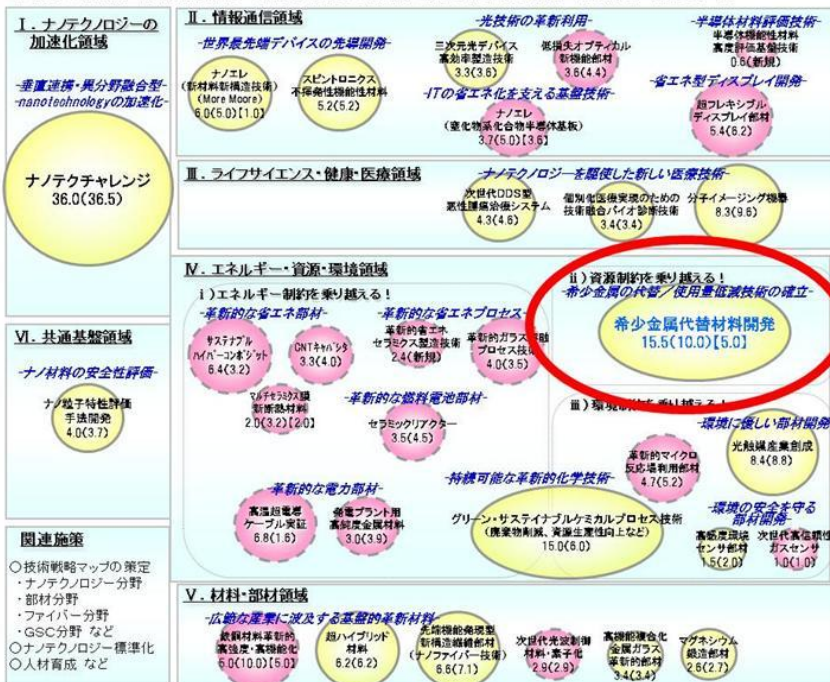 Ⅰ．ナノテクノロジーの
加速化領域
-垂直連携・異分野融合型-
-nanotechnologyの加速化-
ナノテクチャレンジ
36.0(36.5)
Ⅵ．共通基盤領域
-ナノ材料の安全性評価-
ナノ粒子特性評価
手法開発
4.0(3.7)
関連施策
○技術戦略マップの策定
・ナノテクノロジー分野
・部材分野
・ファイバー分野
・GSC分野 など
○ナノテクノロジー標準化
○人材育成 など
Ⅱ．情報通信領域
-世界最先端デバイスの先導開発-
ナノエレ
(新材料新構造技術)
(More Moore)
6.0(5.0)【1.0】
スピントロニクス
不揮発性機能性材料
5.2(5.2)
-光技術の革新利用-
三次元光デバイス
高効率製造技術
3.3(3.6)
低損失オプティカル
新機能部材
3.6(4.4)
-ITの省エネ化を支える基盤技術-
ナノエレ
(窒化物系化合物半導体基板)
3.7(5.0)【3.6】
-半導体材料評価技術-
半導体機能性材料
高度評価基盤技術
0.6(新規)
-省エネ型ディスプレイ開発-
超フレキシブル
ディスプレイ部材
5.4(6.2)
Ⅲ．ライフサイエンス・健康・医療領域
-ナノテクノロジーを駆使した新しい医療技術-
次世代DDS型
悪性腫瘍治療システム
4.3(4.6)
個別化医療実現のための
技術融合バイオ診断技術
3.4(3.4)
分子イメージング機器
8.3(9.6)
Ⅳ．エネルギー・資源・環境領域
ⅰ)エネルギー制約を乗り越える！
-革新的な省エネ部材-
サステナブル
ハイパーコンポジット
6.4(3.2)
CNTキャパシタ
3.3(4.0)
マルチセラミクス膜
新断熱材料
2.0(3.2)【2.0】
-革新的な省エネプロセス-
革新的省エネ
セラミクス製造技術
2.4(新規)
革新的ガラス溶融
プロセス技術
4.0(3.5)
-革新的な燃料電池部材-
セラミックリアクター
3.5(4.5)
-革新的な電力部材-
高温超電導
ケーブル実証
6.8(1.6)
発電プラント用
高純度金属材料
3.0(3.9)
ⅱ)資源制約を乗り越える！
-希少金属の代替／使用量低減技術の確立-
希少金属代替材料開発
15.5(10.0)【5.0】
ⅲ)環境制約を乗り越える！
-環境に優しい部材開発-
光触媒産業創成
8.4(8.8)
革新的マイクロ
反応場利用部材
4.7(5.2)
-持続可能な革新的化学技術-
グリーン・サステイナブルケミカルプロセス技術
(廃棄物削減、資源生産性向上など)
15.0(6.0)
-環境の安全を守る
部材開発-
高感度環境
センサ部材
1.5(2.0)
次世代高信頼性
ガスセンサ
1.0(1.0)
Ⅴ．材料・部材領域
-広範な産業に波及する基盤的革新材料-
鉄鋼材料革新的
高強度・高機能化
5.0(10.0)【5.0】
超ハイブリッド
材料
6.2(6.2)
先端機能発現型
新構造繊維部材
(ナノファイバー技術)
6.6(7.1)
次世代光波制御
材料・素子化
2.9(2.9)
高機能複合化
金属ガラス
革新的部材
3.4(3.4)
マグネシウム
鍛造部材
2.6(2.7)